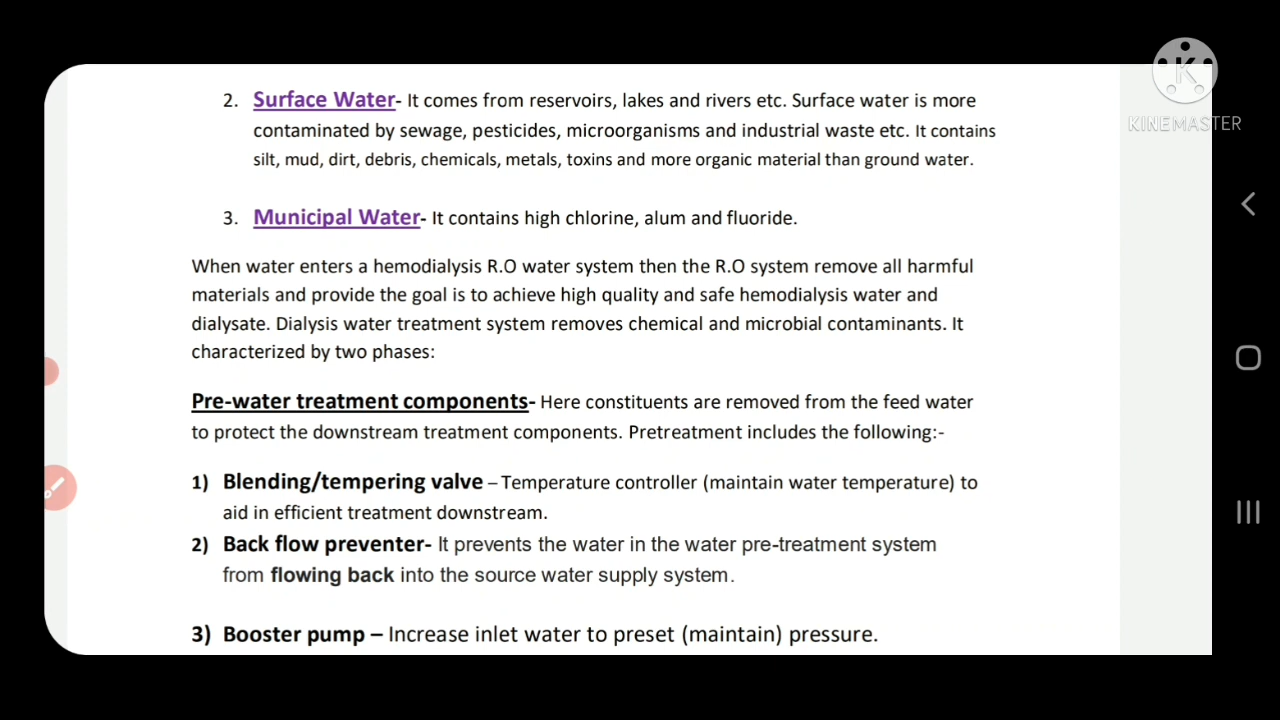 KINEMASTER
2. Surface Water- It comes from reservoirs, lakes and rivers etc. Surface water is more
contaminated by sewage, pesticides, microorganisms and industrial waste etc. It contains
silt, mud, dirt, debris, chemicals, metals, toxins and more organic material than ground water.
3. Municipal Water- It contains high chlorine, alum and fluoride.
When water enters a hemodialysis R.O water system then the R.O system remove all harmful
materials and provide the goal is to achieve high quality and safe hemodialysis water and
dialysate. Dialysis water treatment system removes chemical and microbial contaminants. It
characterized by two phases:
Pre-water treatment components- Here constituents are removed from the feed water
to protect the downstream treatment components. Pretreatment includes the following:-
1) Blending/tempering valve – Temperature controller (maintain water temperature) to
aid in efficient treatment downstream.
2) Back flow preventer- It prevents the water in the water pre-treatment system
from flowing back into the source water supply system.
3) Booster pump – Increase inlet water to preset (maintain) pressure.